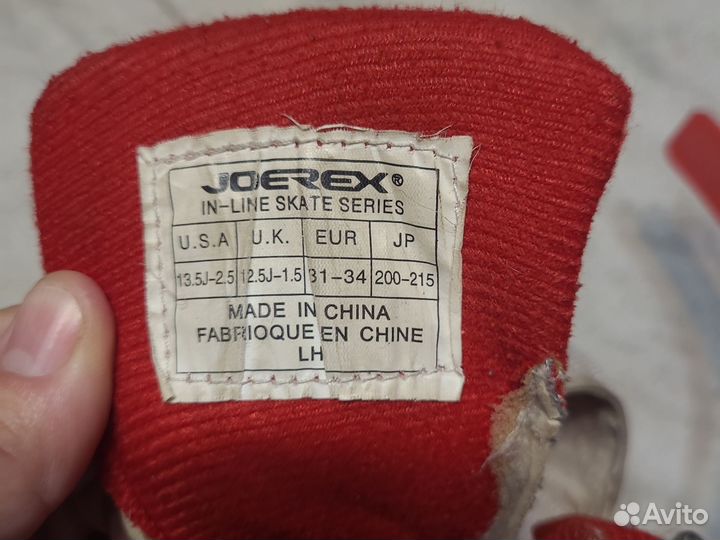 JOEREX®
IN-LINE SKATE SERIES
U.S.A U.K. EUR JP
13.5J-2.5 12.5J-1.5 31-34 200-215
MADE IN CHINA
FABRIOQUE EN CHINE
LH
Avito